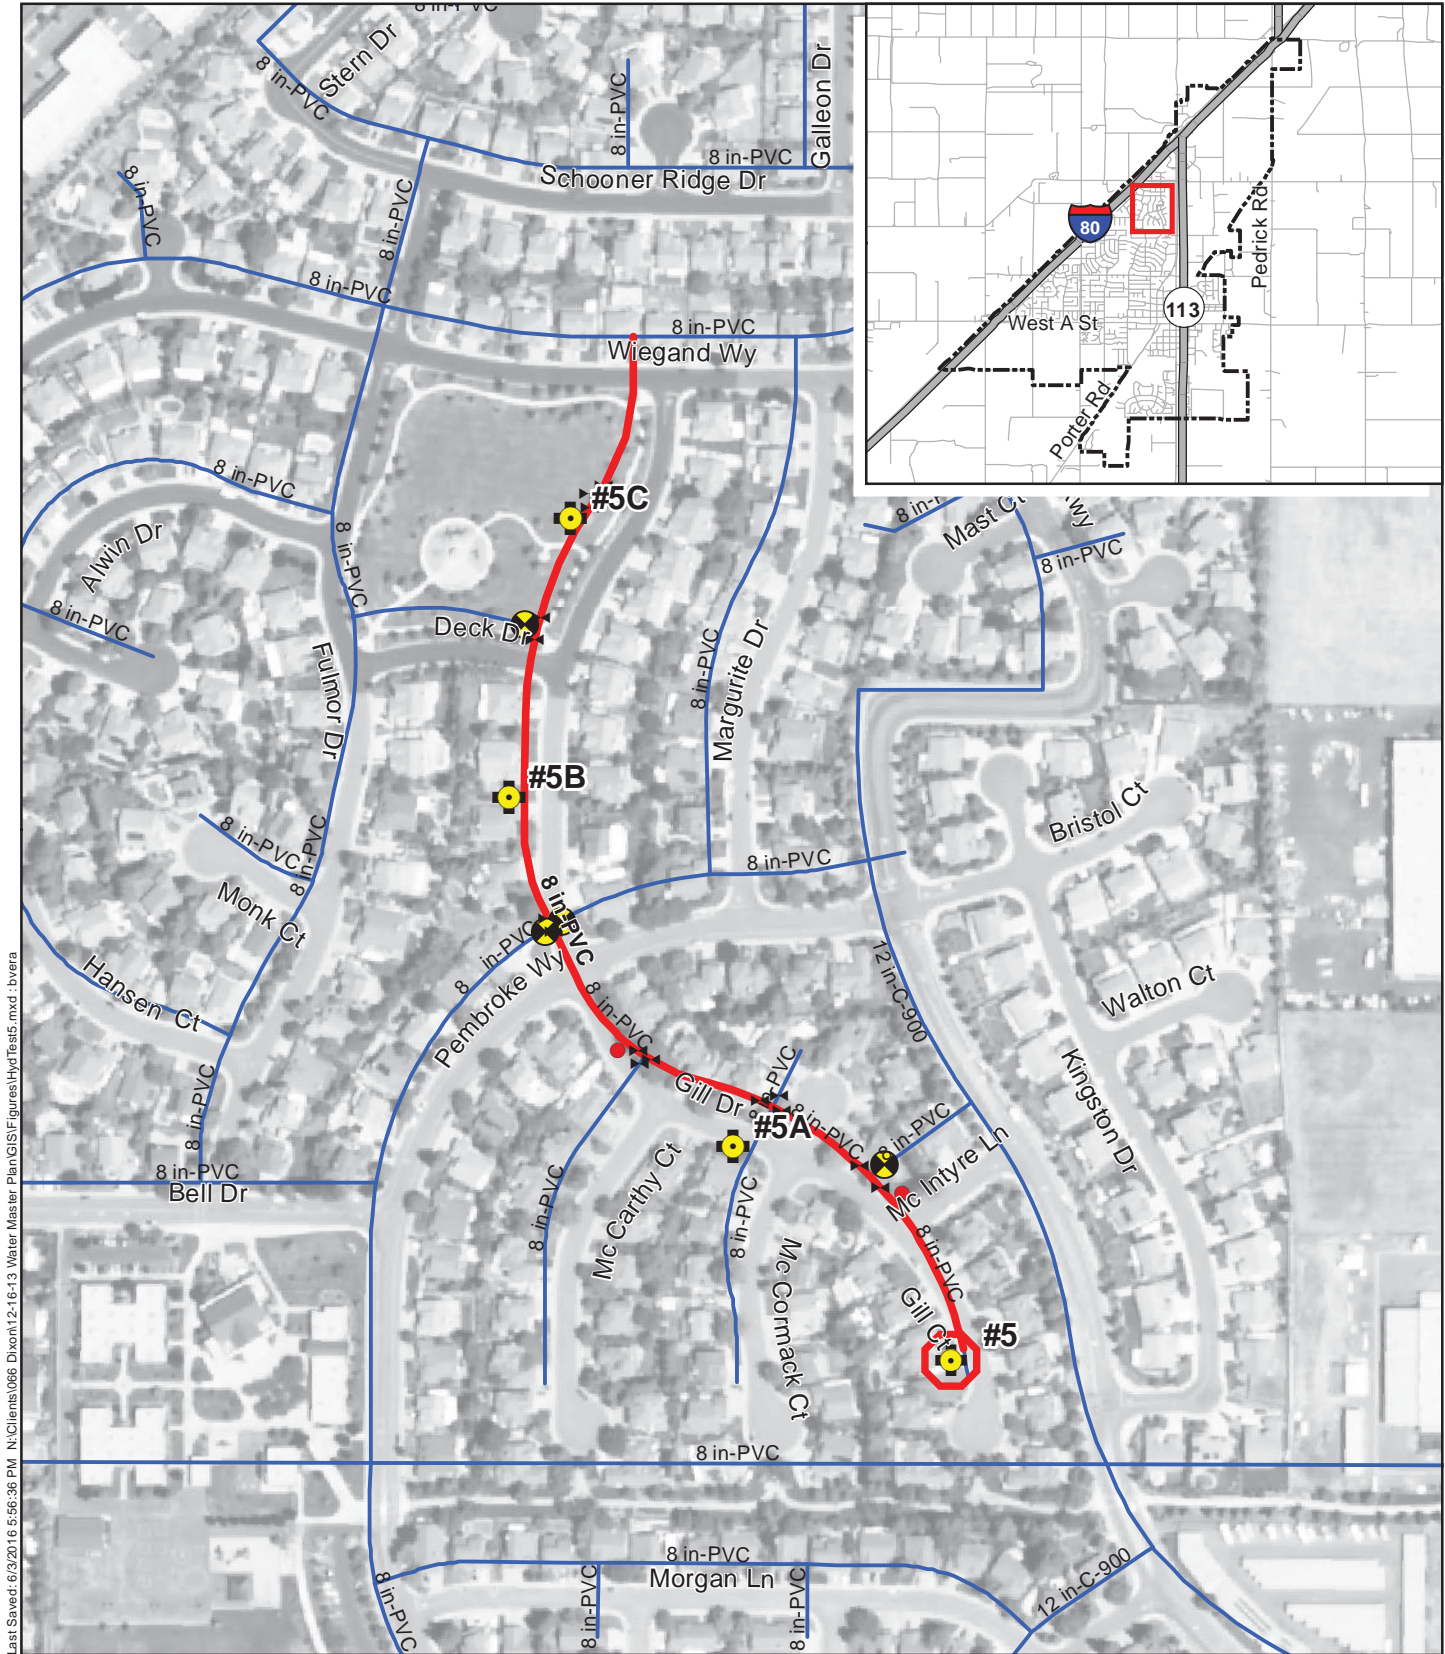 8 in-PVC
Stern Dr
8 in-PVC
8 in-PVC
Galleon Dr
8 in-PVC
Schooner Ridge Dr
8 in-PVC
8 in-PVC
8 in-PVC
8 in-PVC
Wiegand Wy
80
113
West A St
Pedrick Rd
Porter Rd
8 in-PVC
#5C
Mast Ct
8 in-PVC
Alwin Dr
8 in-PVC
8 in-PVC
Deck Dr
Fulmor Dr
8 in-PVC
Margurite Dr
#5B
Bristol Ct
8 in-PVC
8 in-PVC
8 in-PVC
Monk Ct
8 in-PVC
8 in-PVC
Pembroke Wy
12 in-C-900
Hansen Ct
Walton Ct
8 in-PVC
Gill Dr
8 in-PVC
Kingston Dr
#5A
8 in-PVC
8 in-PVC
8 in-PVC
Mc Intyre Ln
8 in-PVC
Bell Dr
8 in-PVC
Mc Carthy Ct
8 in-PVC
Mc Cormack Ct
8 in-PVC
Gill Ct
#5
8 in-PVC
8 in-PVC
Morgan Ln
12 in-C-900
8 in-PVC
8 in-PVC
8 in-PVC
Last Saved: 6/3/2016 5:56:36 PM N:\Clients\066 Dixon\12-16-13 Water Master Plan\GIS\Figures\HydTest5.mxd : bvera